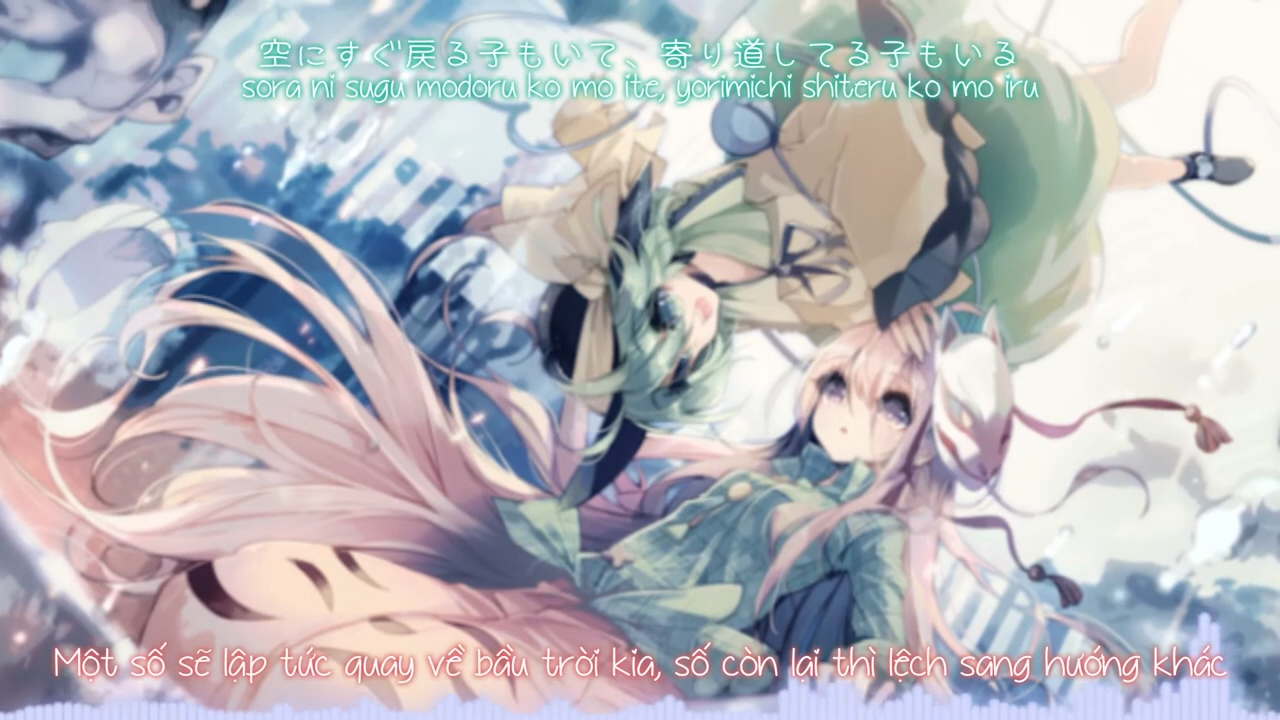 空にすぐ戻る子もいて、寄り道してる子もいる
sora ni sugu modoru ko mo ite, yorimichi shiteru ko mo iru
Một số sẽ lập tức quay về bầu trời kia, số còn lại thì lệch sang hướng khác